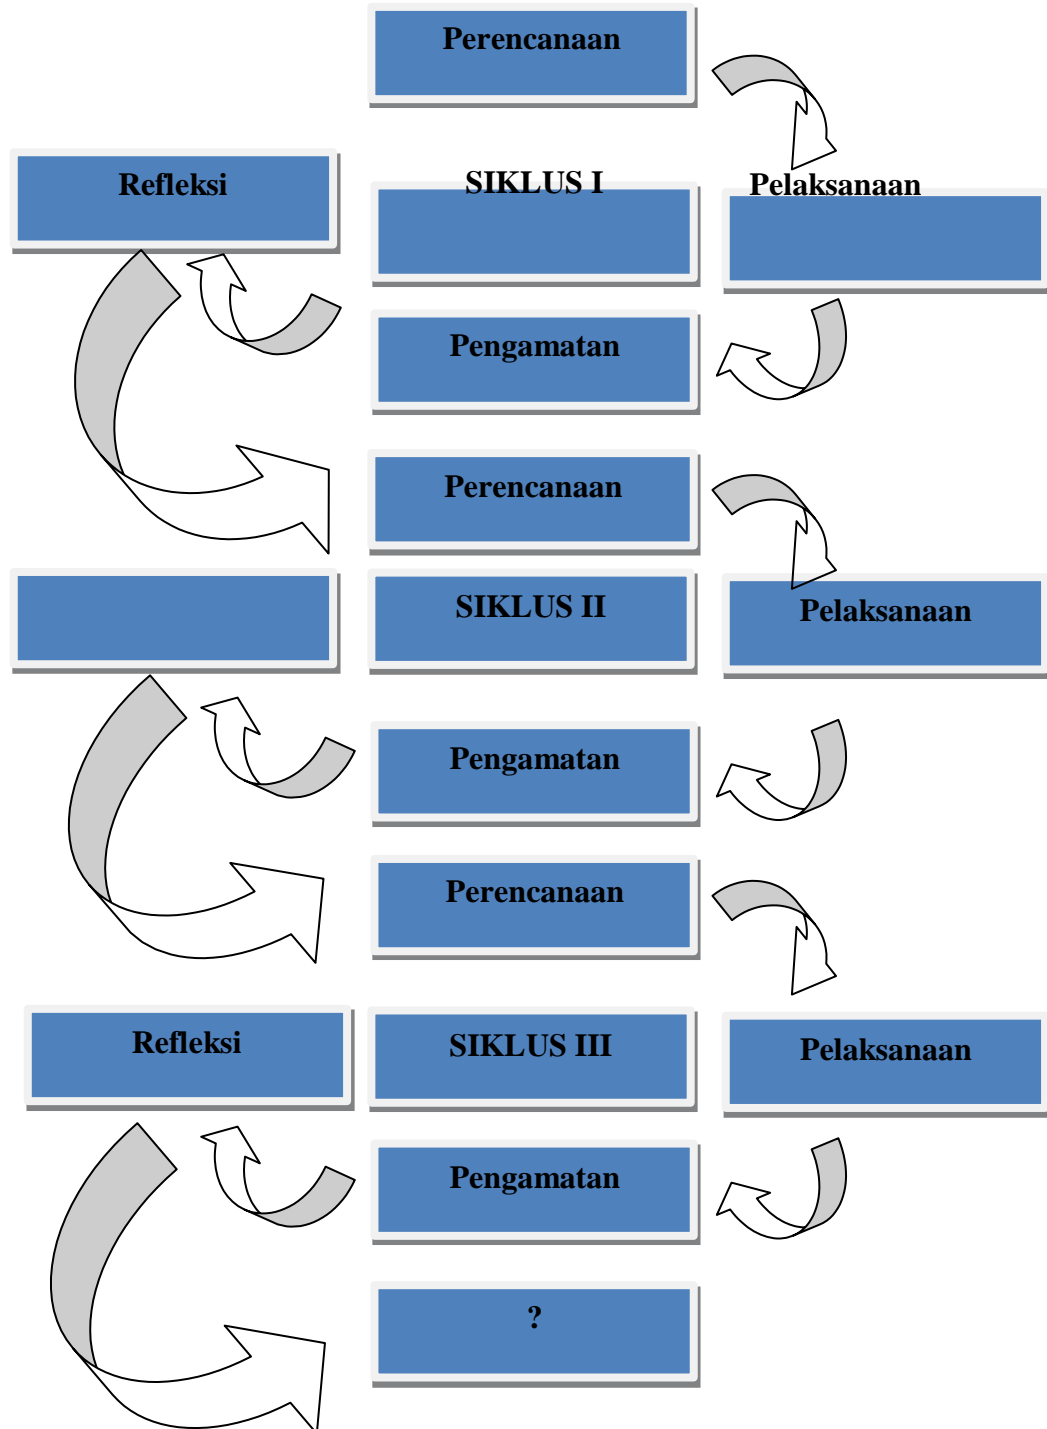 Perencanaan
Refleksi
SIKLUS I
Pelaksanaan
Pengamatan
Perencanaan
SIKLUS II
Pelaksanaan
Pengamatan
Perencanaan
Refleksi
SIKLUS III
Pelaksanaan
Pengamatan
?